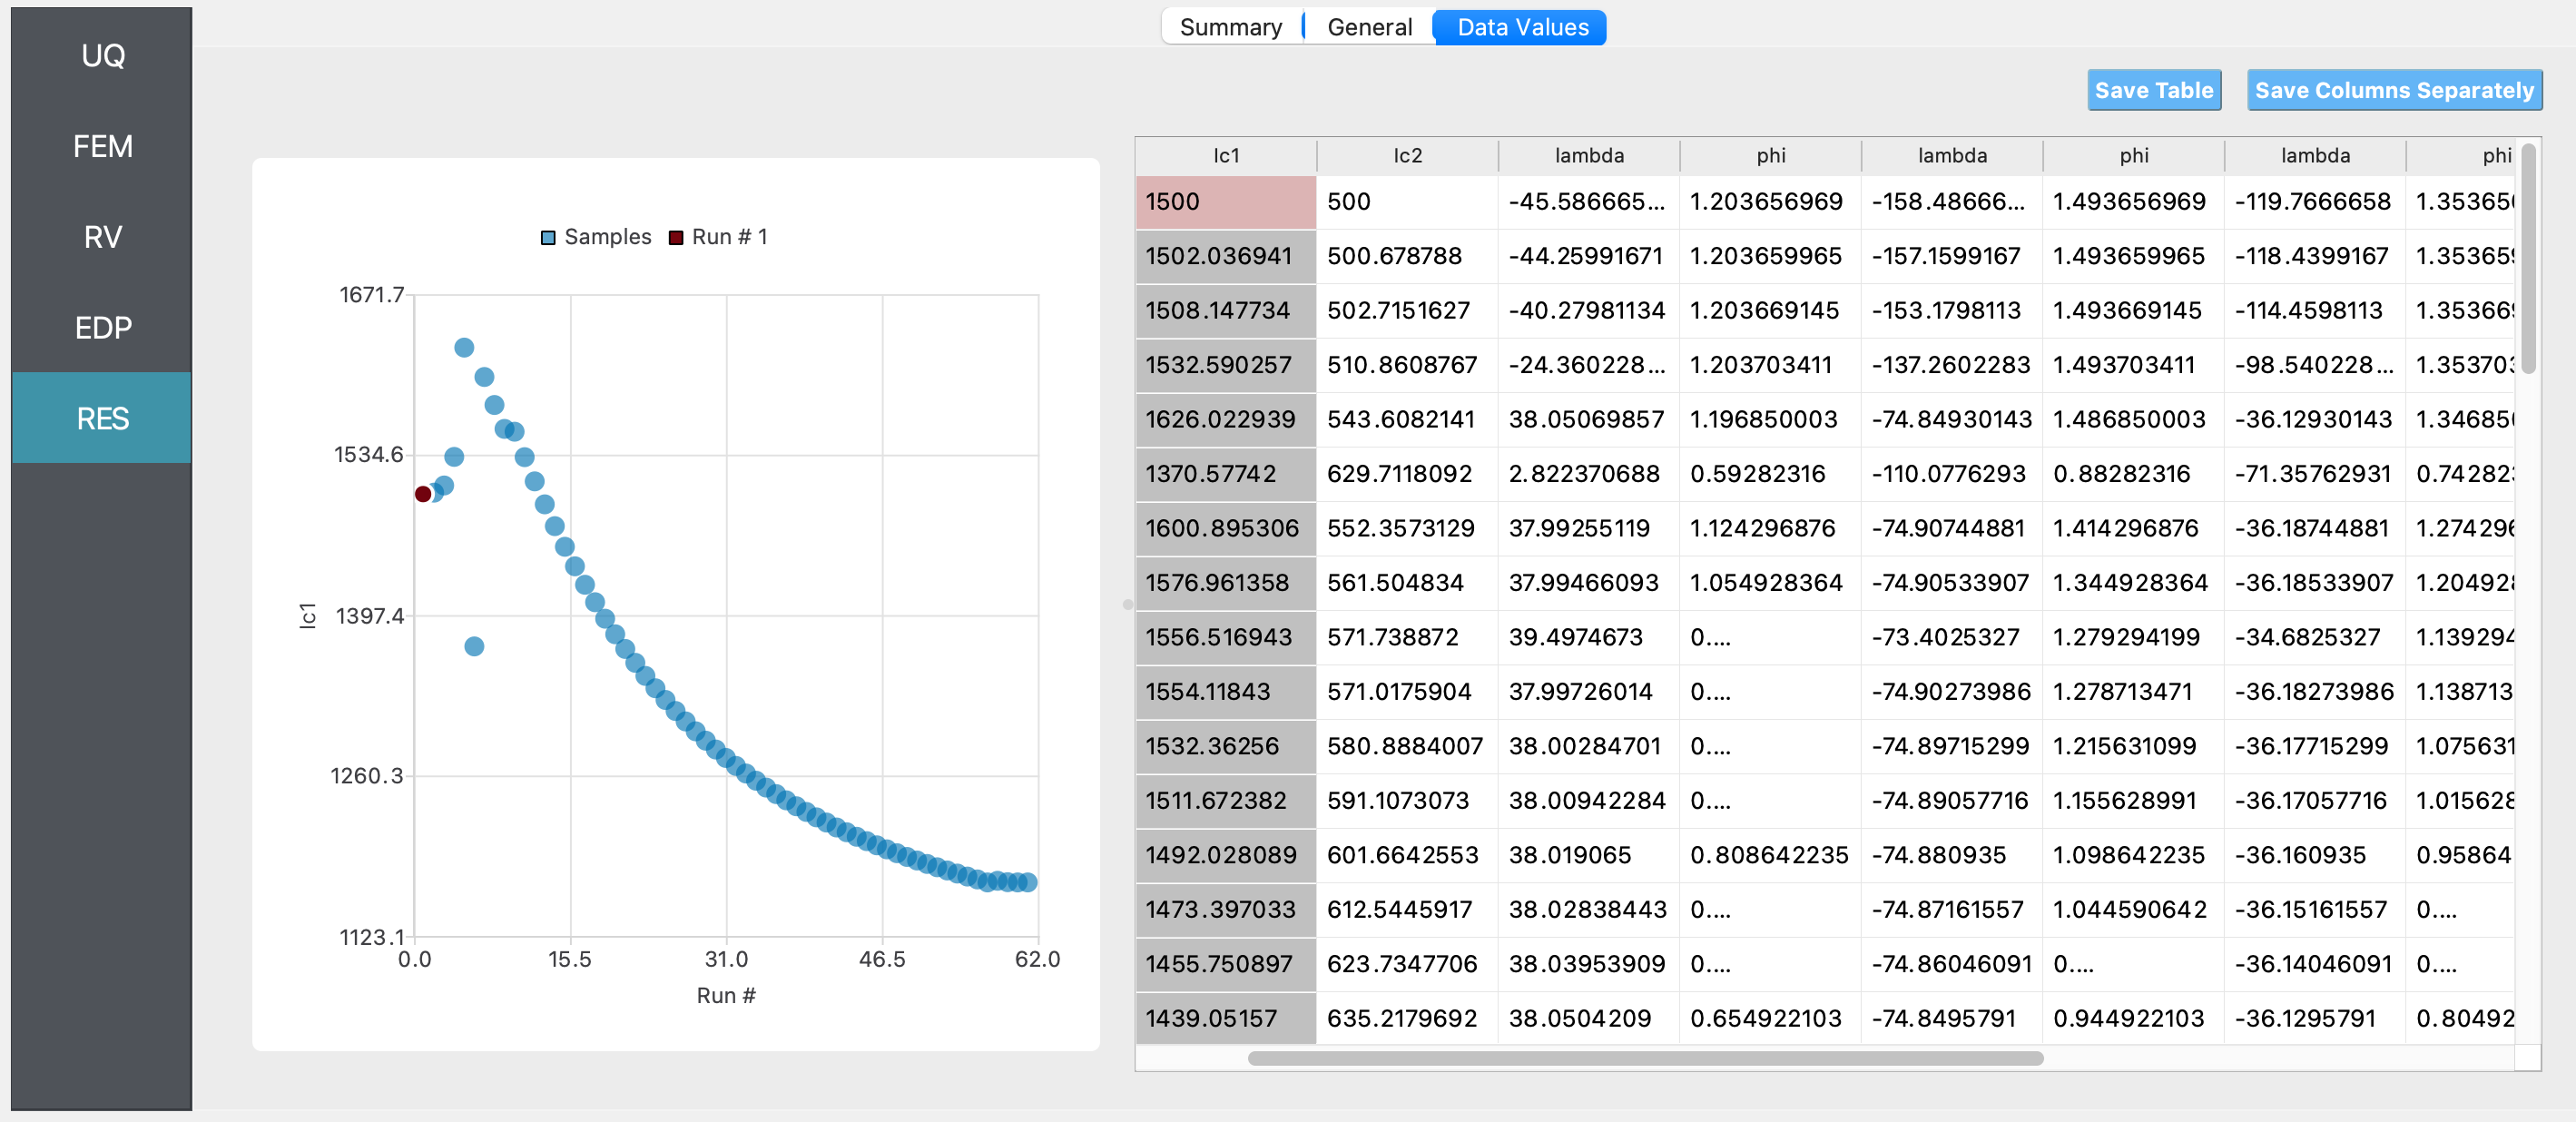 UQ
FEM
RV
EDP
RES
Summary General Data Values
Save Table Save Columns Separately
Samples Run # 1
1671.7
1534.6
1397.4
1260.3
1123.1
lc1
0.0 15.5 31.0 46.5 62.0
Run #
lc1 lc2 lambda phi lambda phi lambda phi
1500 500 -45.586665... 1.203656969 -158.48666... 1.493656969 -119.7666658 1.35365
1502.036941 500.678788 -44.25991671 1.203659965 -157.1599167 1.493659965 -118.4399167 1.35365
1508.147734 502.7151627 -40.27981134 1.203669145 -153.1798113 1.493669145 -114.4598113 1.35366
1532.590257 510.8608767 -24.360228... 1.203703411 -137.2602283 1.493703411 -98.540228... 1.35370
1626.022939 543.6082141 38.05069857 1.196850003 -74.84930143 1.486850003 -36.12930143 1.34685
1370.57742 629.7118092 2.822370688 0.59282316 -110.0776293 0.88282316 -71.35762931 0.74282
1600.895306 552.3573129 37.99255119 1.124296876 -74.90744881 1.414296876 -36.18744881 1.27429
1576.961358 561.504834 37.99466093 1.054928364 -74.90533907 1.344928364 -36.18533907 1.20492
1556.516943 571.738872 39.4974673 0.... -73.4025327 1.279294199 -34.6825327 1.139294
1554.11843 571.0175904 37.99726014 0.... -74.90273986 1.278713471 -36.18273986 1.138713
1532.36256 580.8884007 38.00284701 0.... -74.89715299 1.215631099 -36.17715299 1.075631
1511.672382 591.1073073 38.00942284 0.... -74.89057716 1.155628991 -36.17057716 1.015628
1492.028089 601.6642553 38.019065 0.808642235 -74.880935 1.098642235 -36.160935 0.95864
1473.397033 612.5445917 38.02838443 0.... -74.87161557 1.044590642 -36.15161557 0....
1455.750897 623.7347706 38.03953909 0.... -74.86046091 0.... -36.14046091 0....
1439.05157 635.2179692 38.0504209 0.654922103 -74.8495791 0.944922103 -36.1295791 0.80492